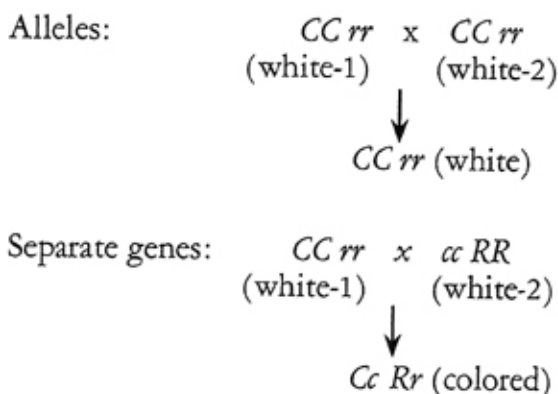 Alleles: CC rr x CC rr
(white-1) (white-2)
CC rr (white)
Separate genes: CC rr x cc RR
(white-1) (white-2)
Cc Rr (colored)